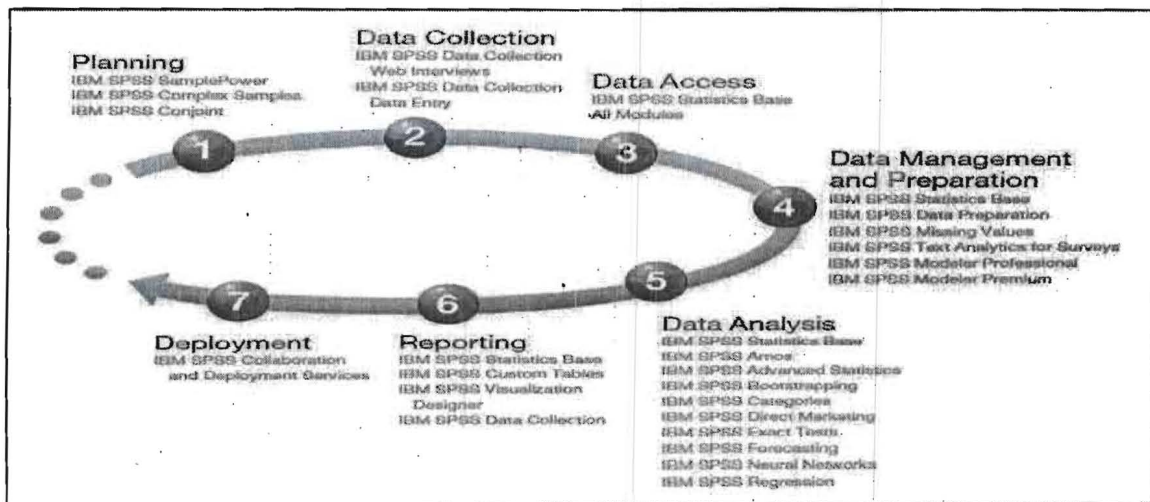 Planning
IBM SPSS SamplePower
IBM SPSS Complex Samples
IBM SPSS Conjoint
1
Data Collection
IBM SPSS Data Collection
Web Interviews
IBM SPSS Data Collection
Data Entry
2
Data Access
IBM SPSS Statistics Base
All Modules
3
Data Management
and Preparation
IBM SPSS Statistics Base
IBM SPSS Data Preparation
IBM SPSS Missing Values
IBM SPSS Text Analytics for Surveys
IBM SPSS Modeler Professional
IBM SPSS Modeler Premium
4
5
Data Analysis
IBM SPSS Statistics Base
IBM SPSS Amos
IBM SPSS Advanced Statistics
IBM SPSS Bootstrapping
IBM SPSS Categories
IBM SPSS Direct Marketing
IBM SPSS Exact Tests
IBM SPSS Forecasting
IBM SPSS Neural Networks
IBM SPSS Regression
6
Reporting
IBM SPSS Statistics Base
IBM SPSS Custom Tables
IBM SPSS Visualization
Designer
IBM SPSS Data Collection
7
Deployment
IBM SPSS Collaboration
and Deployment Services